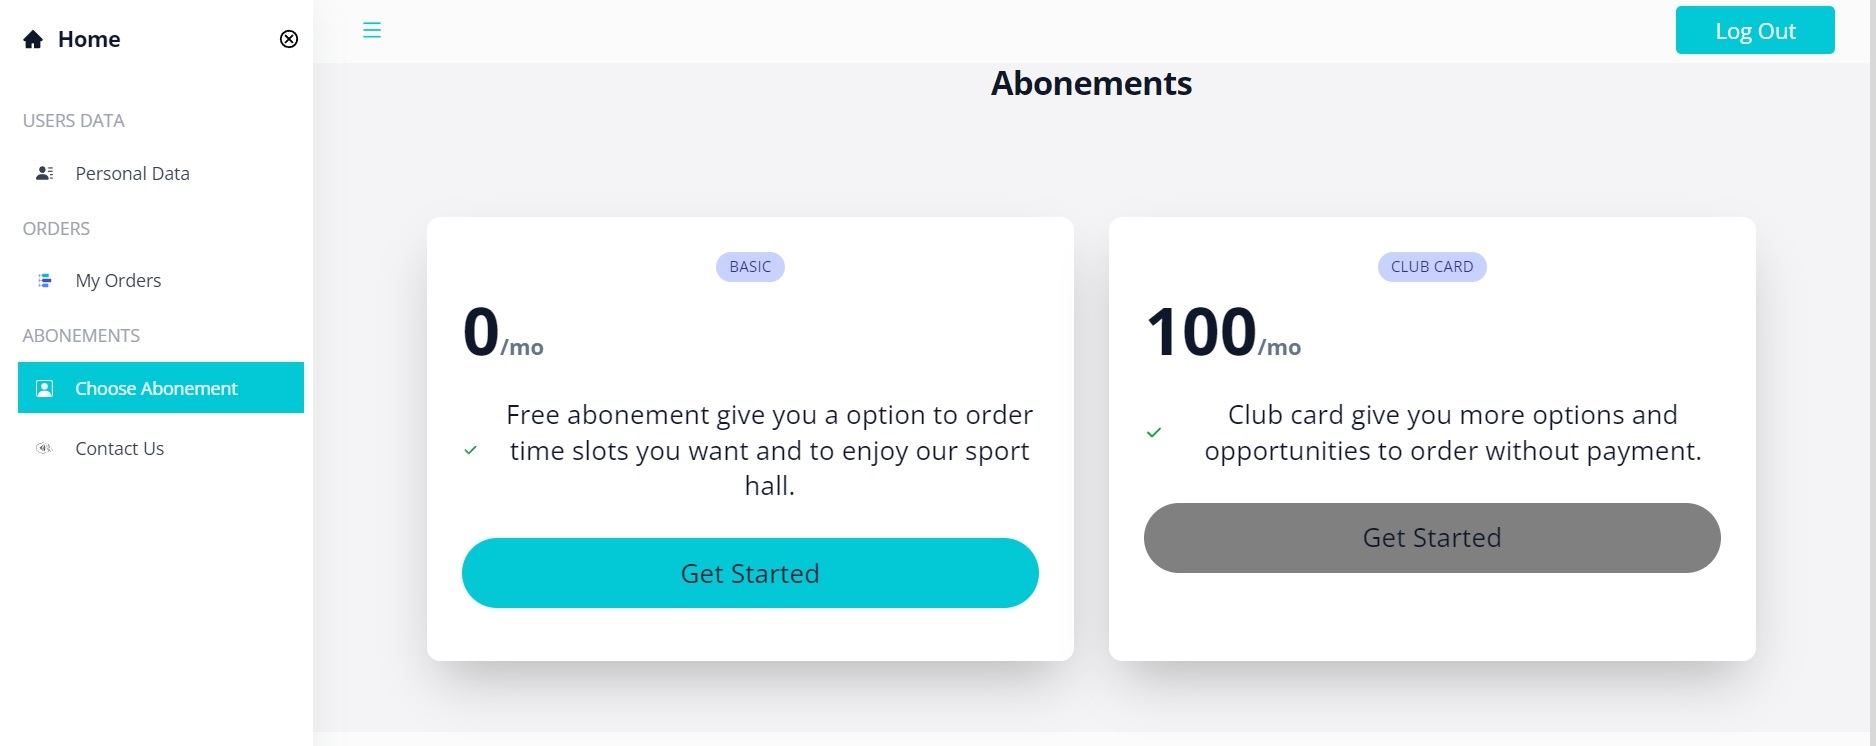 Home
Log Out
USERS DATA
Personal Data
ORDERS
My Orders
ABONEMENTS
Choose Abonement
Contact Us
Abonements
BASIC
0/mo
Free abonement give you a option to order
time slots you want and to enjoy our sport
hall.
Get Started
CLUB CARD
100/mo
Club card give you more options and
opportunities to order without payment.
Get Started